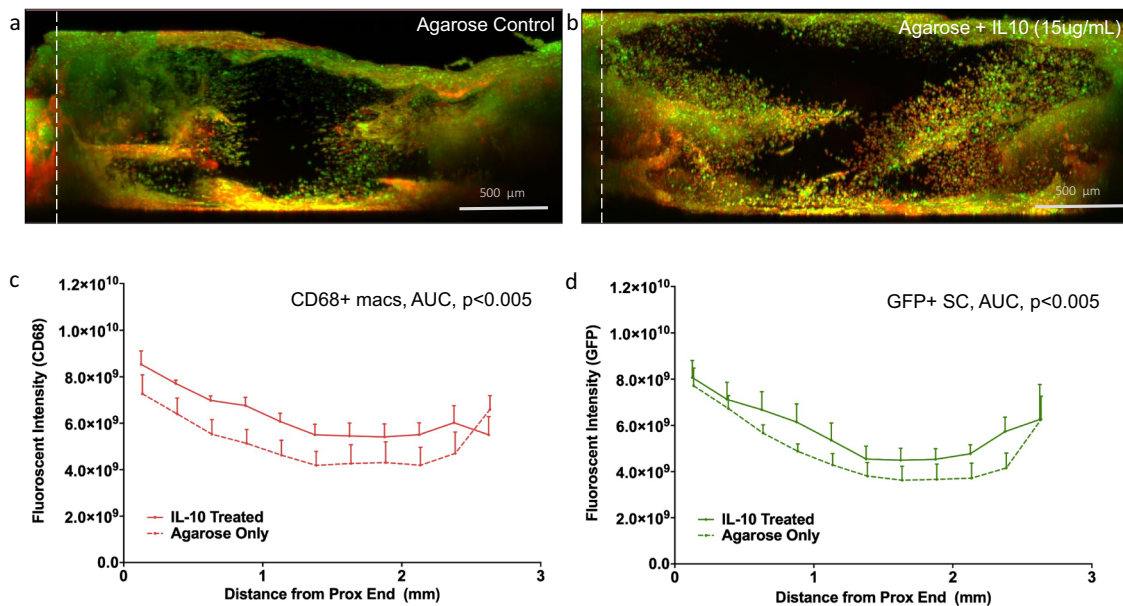 a
Agarose Control
500 μm
b
Agarose + IL10 (15ug/mL)
500 μm
c
CD68+ macs, AUC, p<0.005
Fluoroscent Intensity (CD68)
1.2×10¹⁰
1.0×10¹⁰
8.0×10⁹
6.0×10⁹
4.0×10⁹
2.0×10⁹
0.0
IL-10 Treated
Agarose Only
0
1
2
3
Distance from Prox End (mm)
d
GFP+ SC, AUC, p<0.005
Fluoroscent Intensity (GFP)
1.2×10¹⁰
1.0×10¹⁰
8.0×10⁹
6.0×10⁹
4.0×10⁹
2.0×10⁹
0.0
IL-10 Treated
Agarose Only
0
1
2
3
Distance from Prox End (mm)